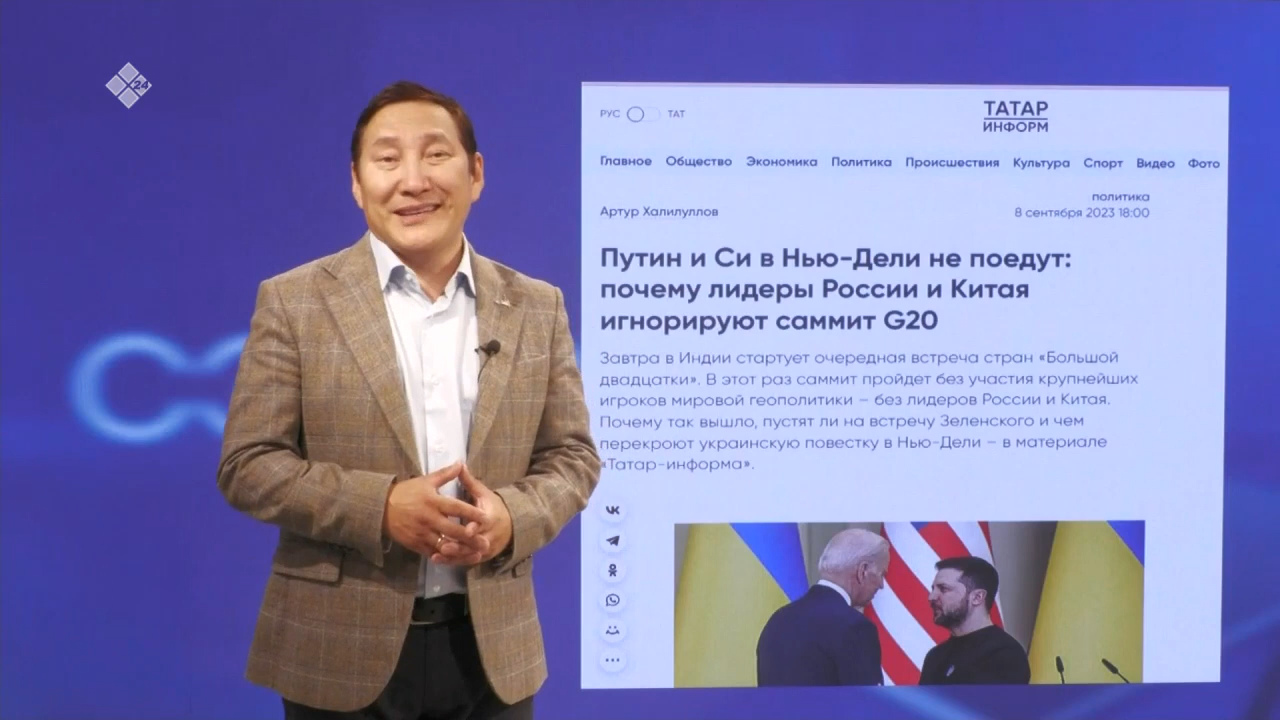 X24
РУС ТАТ
ТАТАР
ИНФОРМ
Главное Общество Экономика Политика Происшествия Культура Спорт Видео Фото
политика
Артур Халилуллов 8 сентября 2023 18:00
Путин и Си в Нью-Дели не поедут:
почему лидеры России и Китая
игнорируют саммит G20
Завтра в Индии стартует очередная встреча стран «Большой
двадцатки». В этот раз саммит пройдет без участия крупнейших
игроков мировой геополитики – без лидеров России и Китая.
Почему так вышло, пустят ли на встречу Зеленского и чем
перекроют украинскую повестку в Нью-Дели – в материале
«Татар-информа».